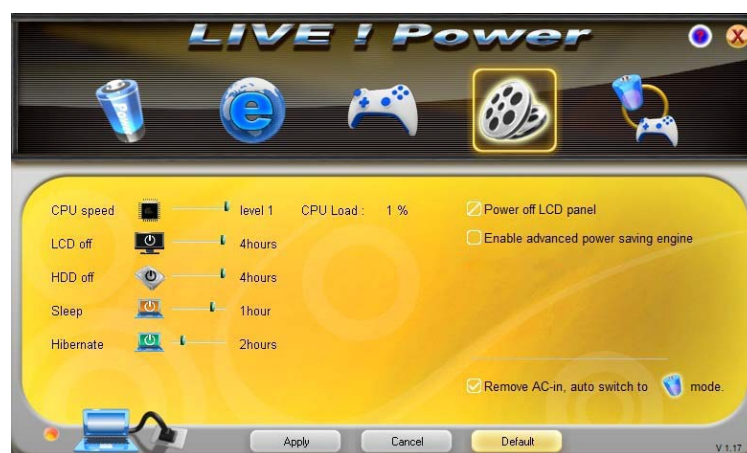 LIVE ! Power
CPU speed level 1 CPU Load : 1 %
LCD off 4hours
HDD off 4hours
Sleep 1hour
Hibernate 2hours
Power off LCD panel
Enable advanced power saving engine
Remove AC-in, auto switch to mode.
Apply Cancel Default
V 1.17